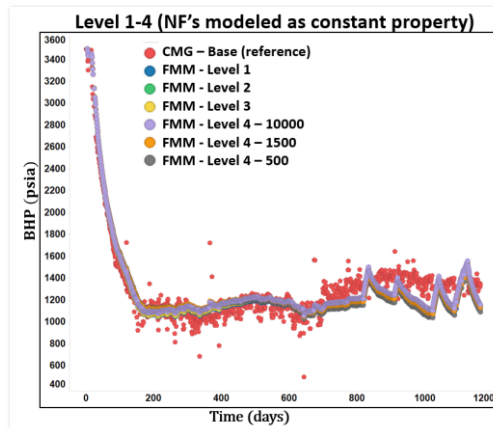 Level 1-4 (NF's modeled as constant property)
3600
3400
3200
3000
2800
2600
2400
2200
2000
1800
1600
1400
1200
1000
800
600
400
BHP (psia)
CMG – Base (reference)
FMM - Level 1
FMM - Level 2
FMM - Level 3
FMM - Level 4 – 10000
FMM - Level 4 – 1500
FMM - Level 4 – 500
0
200
400
600
800
1000
1200
Time (days)